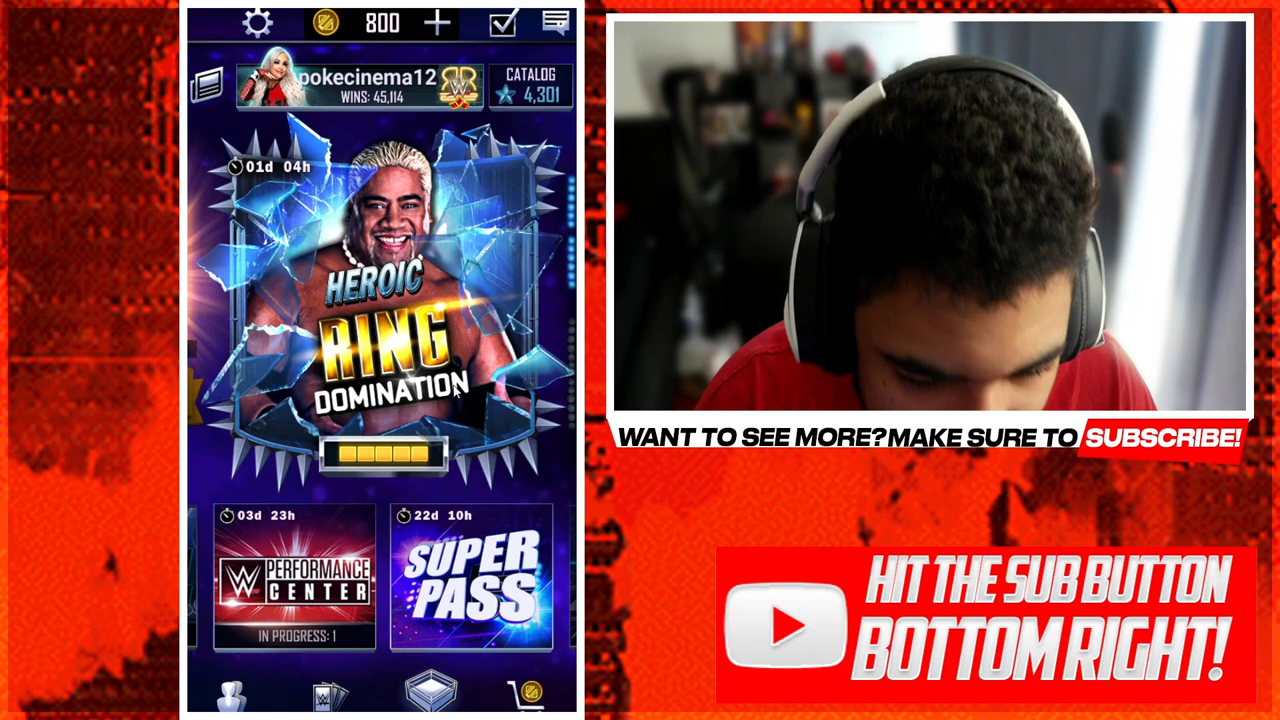 800
pokecinema12
WINS: 45,114
CATALOG
4,301
01d 04h
HEROIC
RING
DOMINATION
03d 23h
W PERFORMANCE
CENTER
IN PROGRESS: 1
22d 10h
SUPER
PASS
WANT TO SEE MORE? MAKE SURE TO SUBSCRIBE!
HIT THE SUB BUTTON
BOTTOM RIGHT!